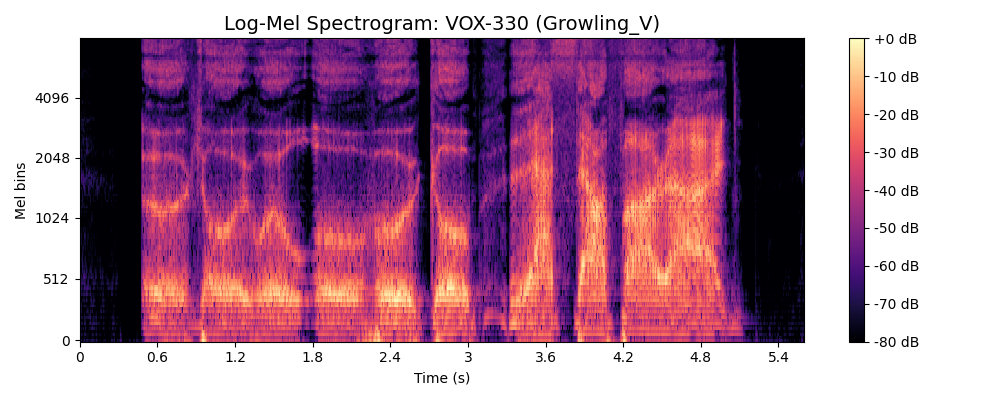 Log-Mel Spectrogram: VOX-330 (Growling_V)
Mel bins
4096
2048
1024
512
0
0 0.6 1.2 1.8 2.4 3 3.6 4.2 4.8 5.4
Time (s)
+0 dB
-10 dB
-20 dB
-30 dB
-40 dB
-50 dB
-60 dB
-70 dB
-80 dB